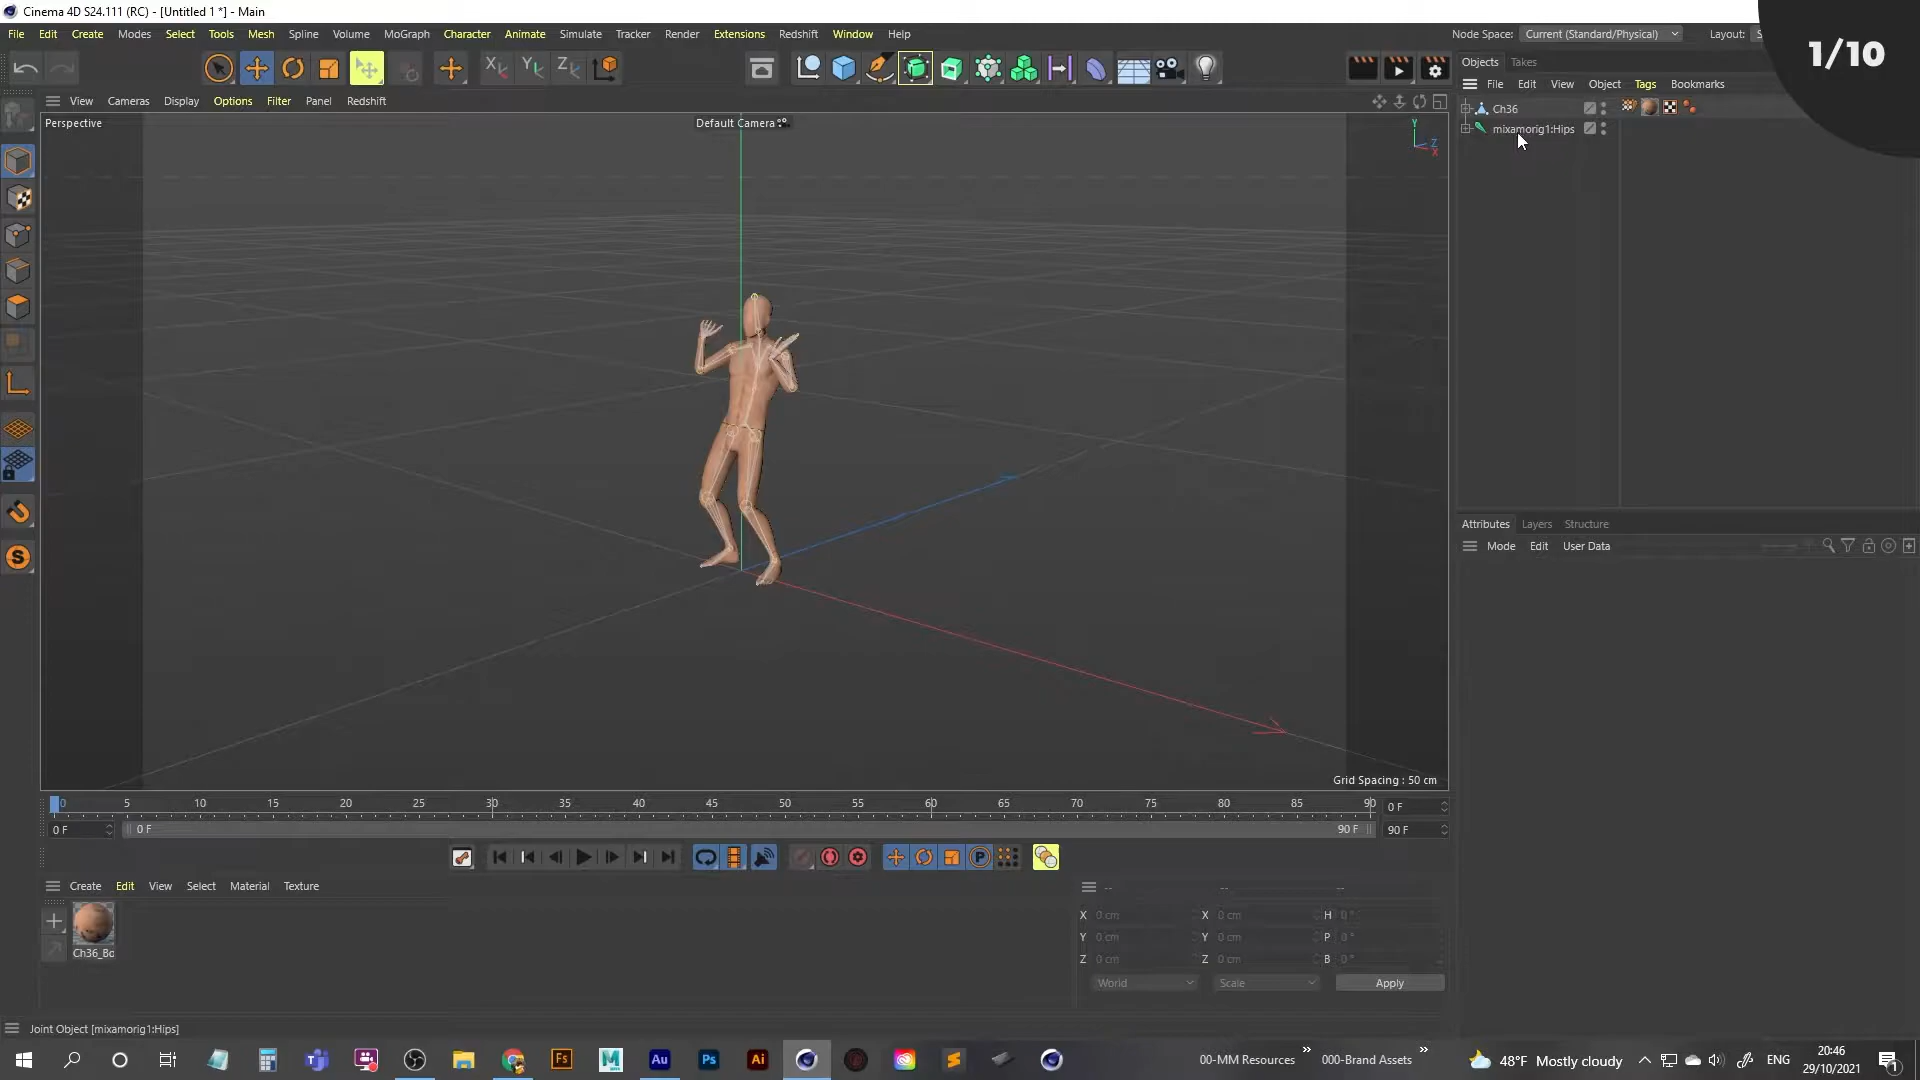 Cinema 4D S24.111 (RC) - [Untitled 1 *] - Main
File Edit Create Modes Select Tools Mesh Spline Volume MoGraph Character Animate Simulate Tracker Render Extensions Redshift Window Help
Node Space: Current (Standard/Physical) Layout:
1/10
Objects Takes
File Edit View Object Tags Bookmarks
View Cameras Display Options Filter Panel Redshift
Ch36
mixamorig1:Hips
Perspective
Default Camera
Y
Z
X
Grid Spacing : 50 cm
Attributes Layers Structure
Mode Edit User Data
0 5 10 15 20 25 30 35 40 45 50 55 60 65 70 75 80 85 90 0 F
0 F 0 F 90 F 90 F
Create Edit View Select Material Texture
-- -- --
X 0 cm X 0 cm H 0 °
Y 0 cm Y 0 cm P 0 °
Z 0 cm Z 0 cm B 0 °
World Scale Apply
Ch36_Bo
Joint Object [mixamorig1:Hips]
00-MM Resources » 000-Brand Assets » 48°F Mostly cloudy ENG
20:46
29/10/2021